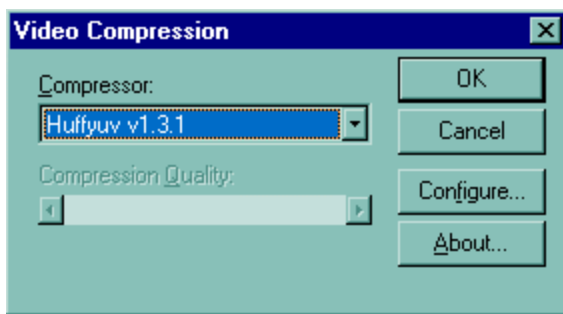 Video Compression
Compressor:
Huffyuv v1.3.1
Compression Quality:
OK
Cancel
Configure...
About...